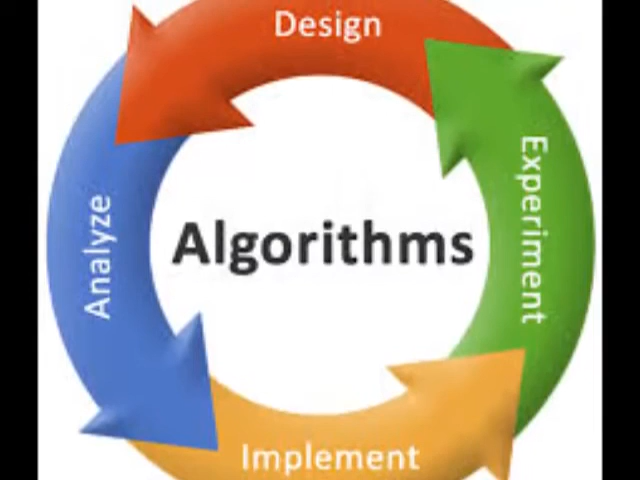 Design
Experiment
Algorithms
Analyze
Implement